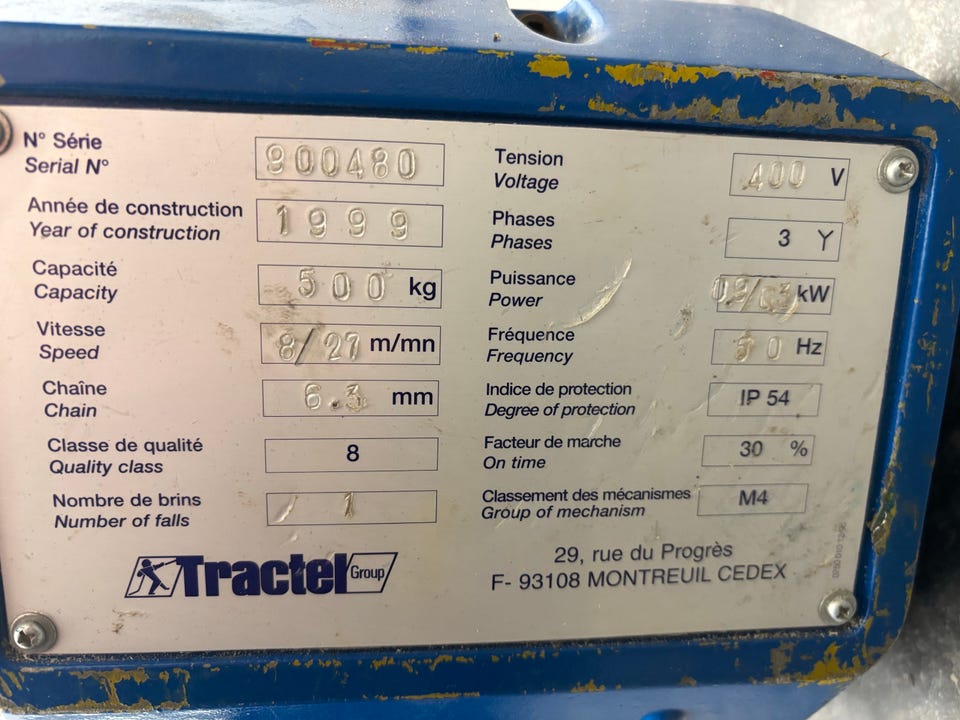 N° Série
Serial N° 900480
Année de construction
Year of construction 1999
Capacité
Capacity 500 kg
Vitesse
Speed 8/27 m/mn
Chaîne
Chain 6.3 mm
Classe de qualité
Quality class 8
Nombre de brins
Number of falls 1
Tractel Group
Tension
Voltage 400 V
Phases
Phases 3 Y
Puissance
Power kW
Fréquence
Frequency 50 Hz
Indice de protection
Degree of protection IP 54
Facteur de marche
On time 30 %
Classement des mécanismes
Group of mechanism M4
29, rue du Progrès
F- 93108 MONTREUIL CEDEX